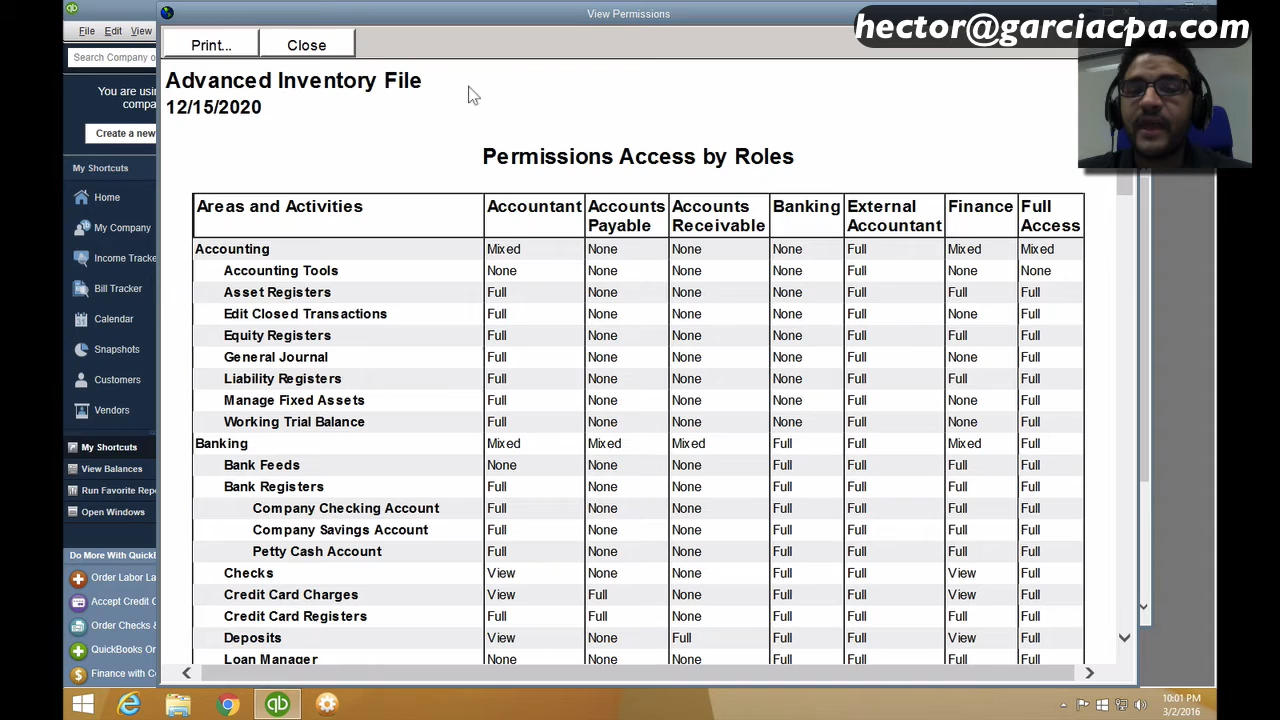 View Permissions
hector@garciacpa.com
File Edit View
Search Company o
You are usin
compa
Create a new
My Shortcuts
Home
My Company
Income Tracke
Bill Tracker
Calendar
Snapshots
Customers
Vendors
My Shortcuts
View Balances
Run Favorite Repo
Open Windows
Do More With QuickB
Order Labor La
Accept Credit C
Order Checks &
QuickBooks On
Finance with C
Print... Close
Advanced Inventory File
12/15/2020
Permissions Access by Roles
Areas and Activities Accountant Accounts Payable Accounts Receivable Banking External Accountant Finance Full Access
Accounting Mixed None None None Full Mixed Mixed
Accounting Tools None None None None Full None None
Asset Registers Full None None None Full Full Full
Edit Closed Transactions Full None None None Full None Full
Equity Registers Full None None None Full Full Full
General Journal Full None None None Full None Full
Liability Registers Full None None None Full Full Full
Manage Fixed Assets Full None None None Full None Full
Working Trial Balance Full None None None Full None Full
Banking Mixed Mixed Mixed Full Full Mixed Full
Bank Feeds None None None Full Full Full Full
Bank Registers Full None None Full Full Full Full
Company Checking Account Full None None Full Full Full Full
Company Savings Account Full None None Full Full Full Full
Petty Cash Account Full None None Full Full Full Full
Checks View None None Full Full View Full
Credit Card Charges View Full None Full Full View Full
Credit Card Registers Full Full None Full Full Full Full
Deposits View None Full Full Full View Full
Loan Manager None None None Full Full Full Full
qb
10:01 PM
3/2/2016